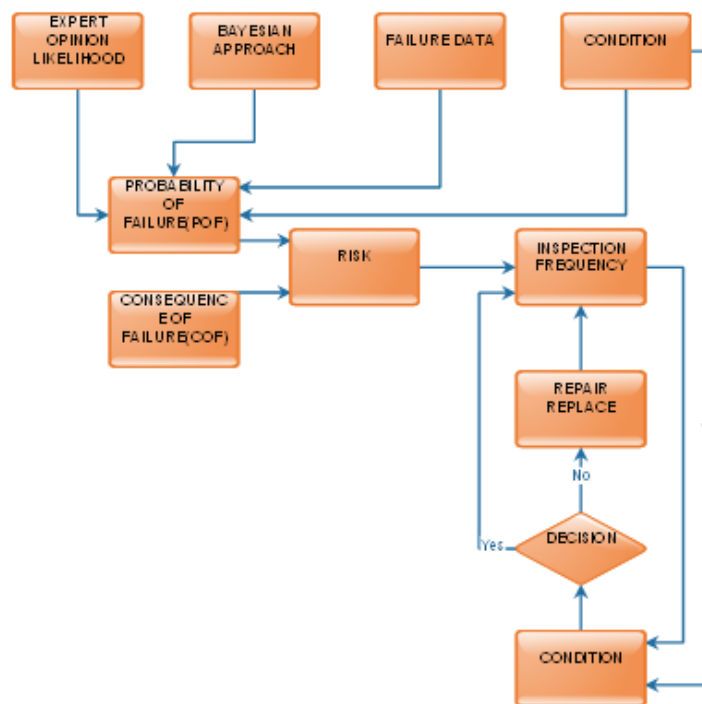 EXPERT
OPINION
LIKELIHOOD
BAYESIAN
APPROACH
FAILURE DATA
CONDITION
PROBABILITY
OF
FAILURE(POF)
CONSEQUENC
EOF
FAILURE(COF)
RISK
INSPECTION
FREQUENCY
REPAIR
REPLACE
No
DECISION
Yes
CONDITION